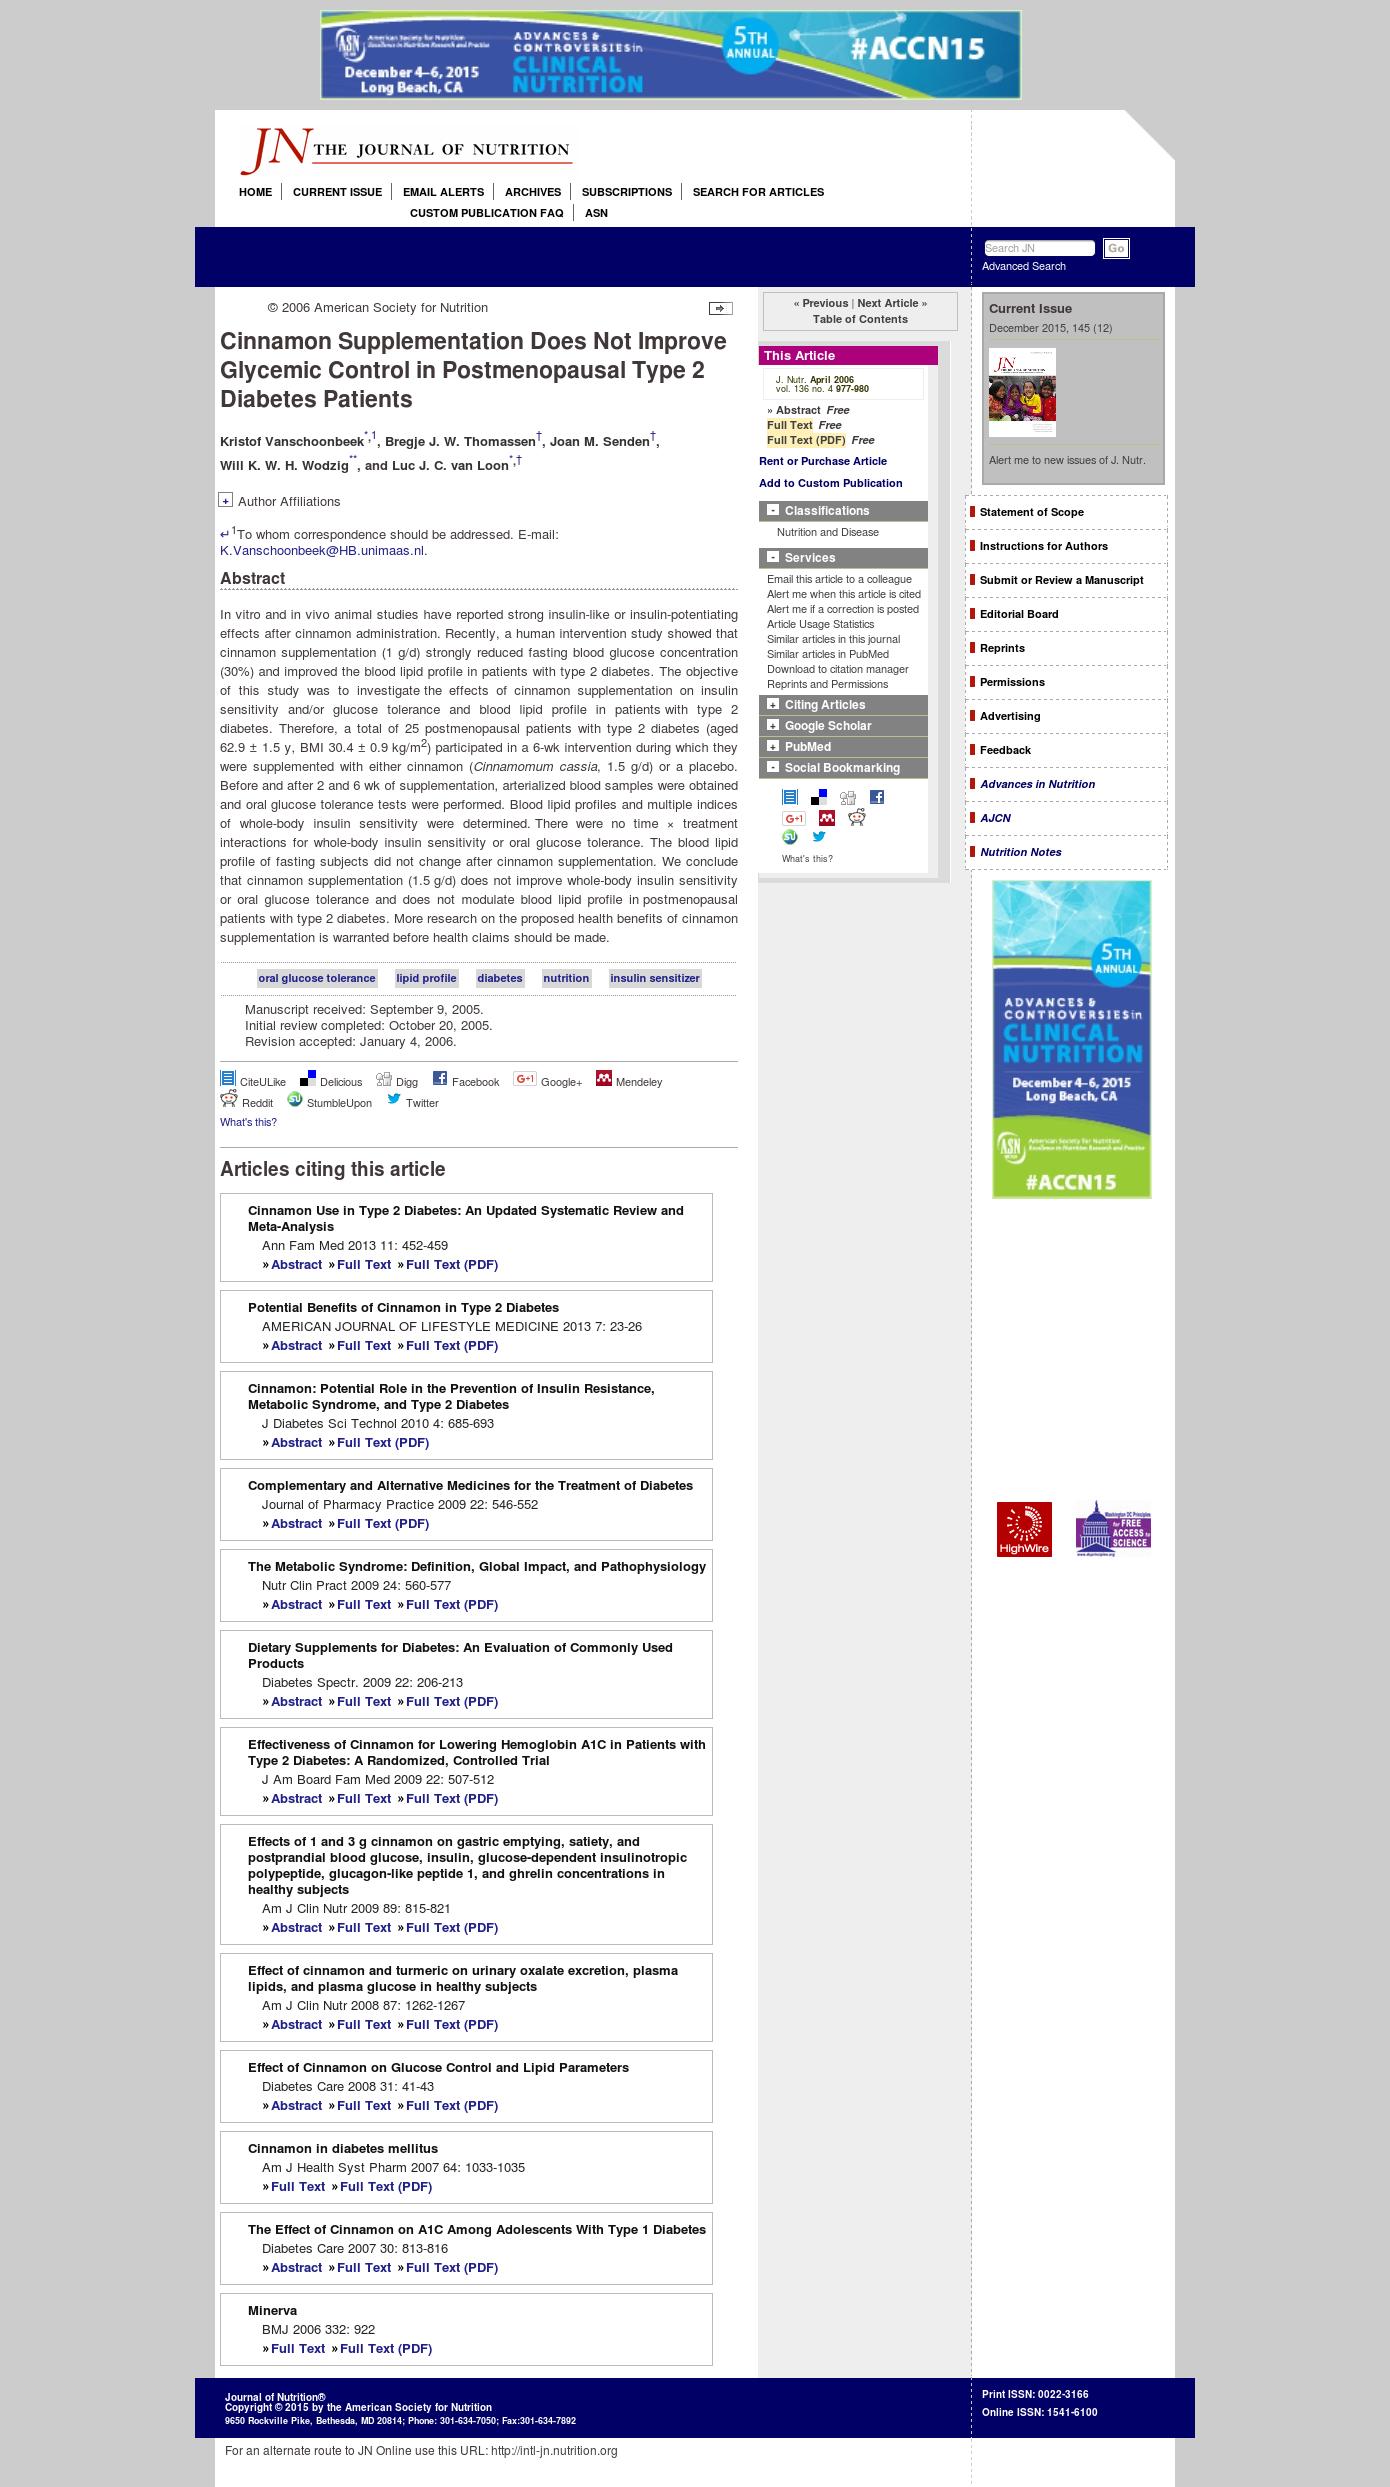 ASN American Society for Nutrition
Excellence in Nutrition Research and Practice
December 4–6, 2015
Long Beach, CA
ADVANCES &
CONTROVERSIES in
CLINICAL
NUTRITION
5TH
ANNUAL
#ACCN15
JN THE JOURNAL OF NUTRITION
HOME CURRENT ISSUE EMAIL ALERTS ARCHIVES SUBSCRIPTIONS SEARCH FOR ARTICLES
CUSTOM PUBLICATION FAQ ASN
Search JN Go
Advanced Search
© 2006 American Society for Nutrition
Cinnamon Supplementation Does Not Improve
Glycemic Control in Postmenopausal Type 2
Diabetes Patients
Kristof Vanschoonbeek*,1, Bregje J. W. Thomassen†, Joan M. Senden†,
Will K. W. H. Wodzig**, and Luc J. C. van Loon*,†
+ Author Affiliations
↵1To whom correspondence should be addressed. E-mail:
K.Vanschoonbeek@HB.unimaas.nl.
Abstract
In vitro and in vivo animal studies have reported strong insulin-like or insulin-potentiating
effects after cinnamon administration. Recently, a human intervention study showed that
cinnamon supplementation (1 g/d) strongly reduced fasting blood glucose concentration
(30%) and improved the blood lipid profile in patients with type 2 diabetes. The objective
of this study was to investigate the effects of cinnamon supplementation on insulin
sensitivity and/or glucose tolerance and blood lipid profile in patients with type 2
diabetes. Therefore, a total of 25 postmenopausal patients with type 2 diabetes (aged
62.9 ± 1.5 y, BMI 30.4 ± 0.9 kg/m2) participated in a 6-wk intervention during which they
were supplemented with either cinnamon (Cinnamomum cassia, 1.5 g/d) or a placebo.
Before and after 2 and 6 wk of supplementation, arterialized blood samples were obtained
and oral glucose tolerance tests were performed. Blood lipid profiles and multiple indices
of whole-body insulin sensitivity were determined. There were no time × treatment
interactions for whole-body insulin sensitivity or oral glucose tolerance. The blood lipid
profile of fasting subjects did not change after cinnamon supplementation. We conclude
that cinnamon supplementation (1.5 g/d) does not improve whole-body insulin sensitivity
or oral glucose tolerance and does not modulate blood lipid profile in postmenopausal
patients with type 2 diabetes. More research on the proposed health benefits of cinnamon
supplementation is warranted before health claims should be made.
oral glucose tolerance lipid profile diabetes nutrition insulin sensitizer
Manuscript received: September 9, 2005.
Initial review completed: October 20, 2005.
Revision accepted: January 4, 2006.
CiteULike Delicious Digg Facebook Google+ Mendeley
Reddit StumbleUpon Twitter
What's this?
Articles citing this article
Cinnamon Use in Type 2 Diabetes: An Updated Systematic Review and
Meta-Analysis
Ann Fam Med 2013 11: 452-459
» Abstract » Full Text » Full Text (PDF)
Potential Benefits of Cinnamon in Type 2 Diabetes
AMERICAN JOURNAL OF LIFESTYLE MEDICINE 2013 7: 23-26
» Abstract » Full Text » Full Text (PDF)
Cinnamon: Potential Role in the Prevention of Insulin Resistance,
Metabolic Syndrome, and Type 2 Diabetes
J Diabetes Sci Technol 2010 4: 685-693
» Abstract » Full Text (PDF)
Complementary and Alternative Medicines for the Treatment of Diabetes
Journal of Pharmacy Practice 2009 22: 546-552
» Abstract » Full Text (PDF)
The Metabolic Syndrome: Definition, Global Impact, and Pathophysiology
Nutr Clin Pract 2009 24: 560-577
» Abstract » Full Text » Full Text (PDF)
Dietary Supplements for Diabetes: An Evaluation of Commonly Used
Products
Diabetes Spectr. 2009 22: 206-213
» Abstract » Full Text » Full Text (PDF)
Effectiveness of Cinnamon for Lowering Hemoglobin A1C in Patients with
Type 2 Diabetes: A Randomized, Controlled Trial
J Am Board Fam Med 2009 22: 507-512
» Abstract » Full Text » Full Text (PDF)
Effects of 1 and 3 g cinnamon on gastric emptying, satiety, and
postprandial blood glucose, insulin, glucose-dependent insulinotropic
polypeptide, glucagon-like peptide 1, and ghrelin concentrations in
healthy subjects
Am J Clin Nutr 2009 89: 815-821
» Abstract » Full Text » Full Text (PDF)
Effect of cinnamon and turmeric on urinary oxalate excretion, plasma
lipids, and plasma glucose in healthy subjects
Am J Clin Nutr 2008 87: 1262-1267
» Abstract » Full Text » Full Text (PDF)
Effect of Cinnamon on Glucose Control and Lipid Parameters
Diabetes Care 2008 31: 41-43
» Abstract » Full Text » Full Text (PDF)
Cinnamon in diabetes mellitus
Am J Health Syst Pharm 2007 64: 1033-1035
» Full Text » Full Text (PDF)
The Effect of Cinnamon on A1C Among Adolescents With Type 1 Diabetes
Diabetes Care 2007 30: 813-816
» Abstract » Full Text » Full Text (PDF)
Minerva
BMJ 2006 332: 922
» Full Text » Full Text (PDF)
« Previous | Next Article »
Table of Contents
This Article
J. Nutr. April 2006
vol. 136 no. 4 977-980
» Abstract Free
Full Text Free
Full Text (PDF) Free
Rent or Purchase Article
Add to Custom Publication
- Classifications
Nutrition and Disease
- Services
Email this article to a colleague
Alert me when this article is cited
Alert me if a correction is posted
Article Usage Statistics
Similar articles in this journal
Similar articles in PubMed
Download to citation manager
Reprints and Permissions
+ Citing Articles
+ Google Scholar
+ PubMed
- Social Bookmarking
What's this?
Current Issue
December 2015, 145 (12)
Alert me to new issues of J. Nutr.
Statement of Scope
Instructions for Authors
Submit or Review a Manuscript
Editorial Board
Reprints
Permissions
Advertising
Feedback
Advances in Nutrition
AJCN
Nutrition Notes
5TH
ANNUAL
ADVANCES &
CONTROVERSIES in
CLINICAL
NUTRITION
December 4–6, 2015
Long Beach, CA
ASN American Society for Nutrition
Excellence in Nutrition Research and Practice
#ACCN15
HighWire
Washington DC Principles
for FREE
ACCESS to
SCIENCE
www.dcprinciples.org
Journal of Nutrition®
Copyright © 2015 by the American Society for Nutrition
9650 Rockville Pike, Bethesda, MD 20814; Phone: 301-634-7050; Fax:301-634-7892
Print ISSN: 0022-3166
Online ISSN: 1541-6100
For an alternate route to JN Online use this URL: http://intl-jn.nutrition.org